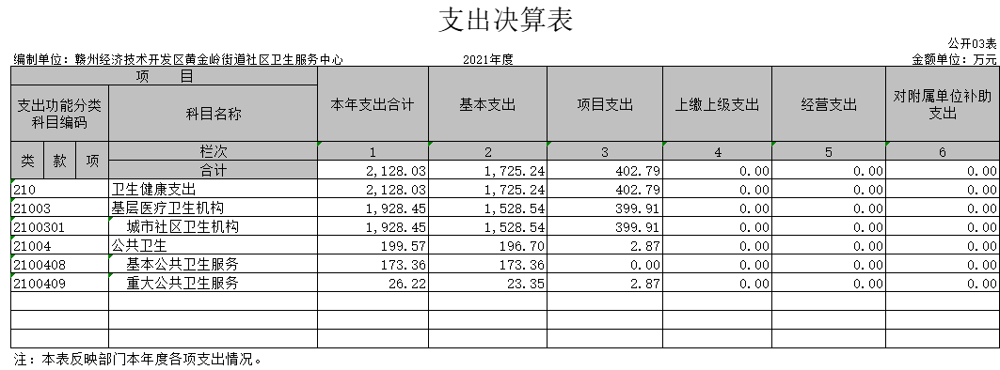 支出决算表
公开03表
编制单位：赣州经济技术开发区黄金岭街道社区卫生服务中心 2021年度 金额单位：万元
项 目 本年支出合计 基本支出 项目支出 上缴上级支出 经营支出 对附属单位补助支出
支出功能分类科目编码 科目名称
类 款 项 栏次 1 2 3 4 5 6
合计 2,128.03 1,725.24 402.79 0.00 0.00 0.00
210 卫生健康支出 2,128.03 1,725.24 402.79 0.00 0.00 0.00
21003 基层医疗卫生机构 1,928.45 1,528.54 399.91 0.00 0.00 0.00
2100301 城市社区卫生机构 1,928.45 1,528.54 399.91 0.00 0.00 0.00
21004 公共卫生 199.57 196.70 2.87 0.00 0.00 0.00
2100408 基本公共卫生服务 173.36 173.36 0.00 0.00 0.00 0.00
2100409 重大公共卫生服务 26.22 23.35 2.87 0.00 0.00 0.00
注：本表反映部门本年度各项支出情况。